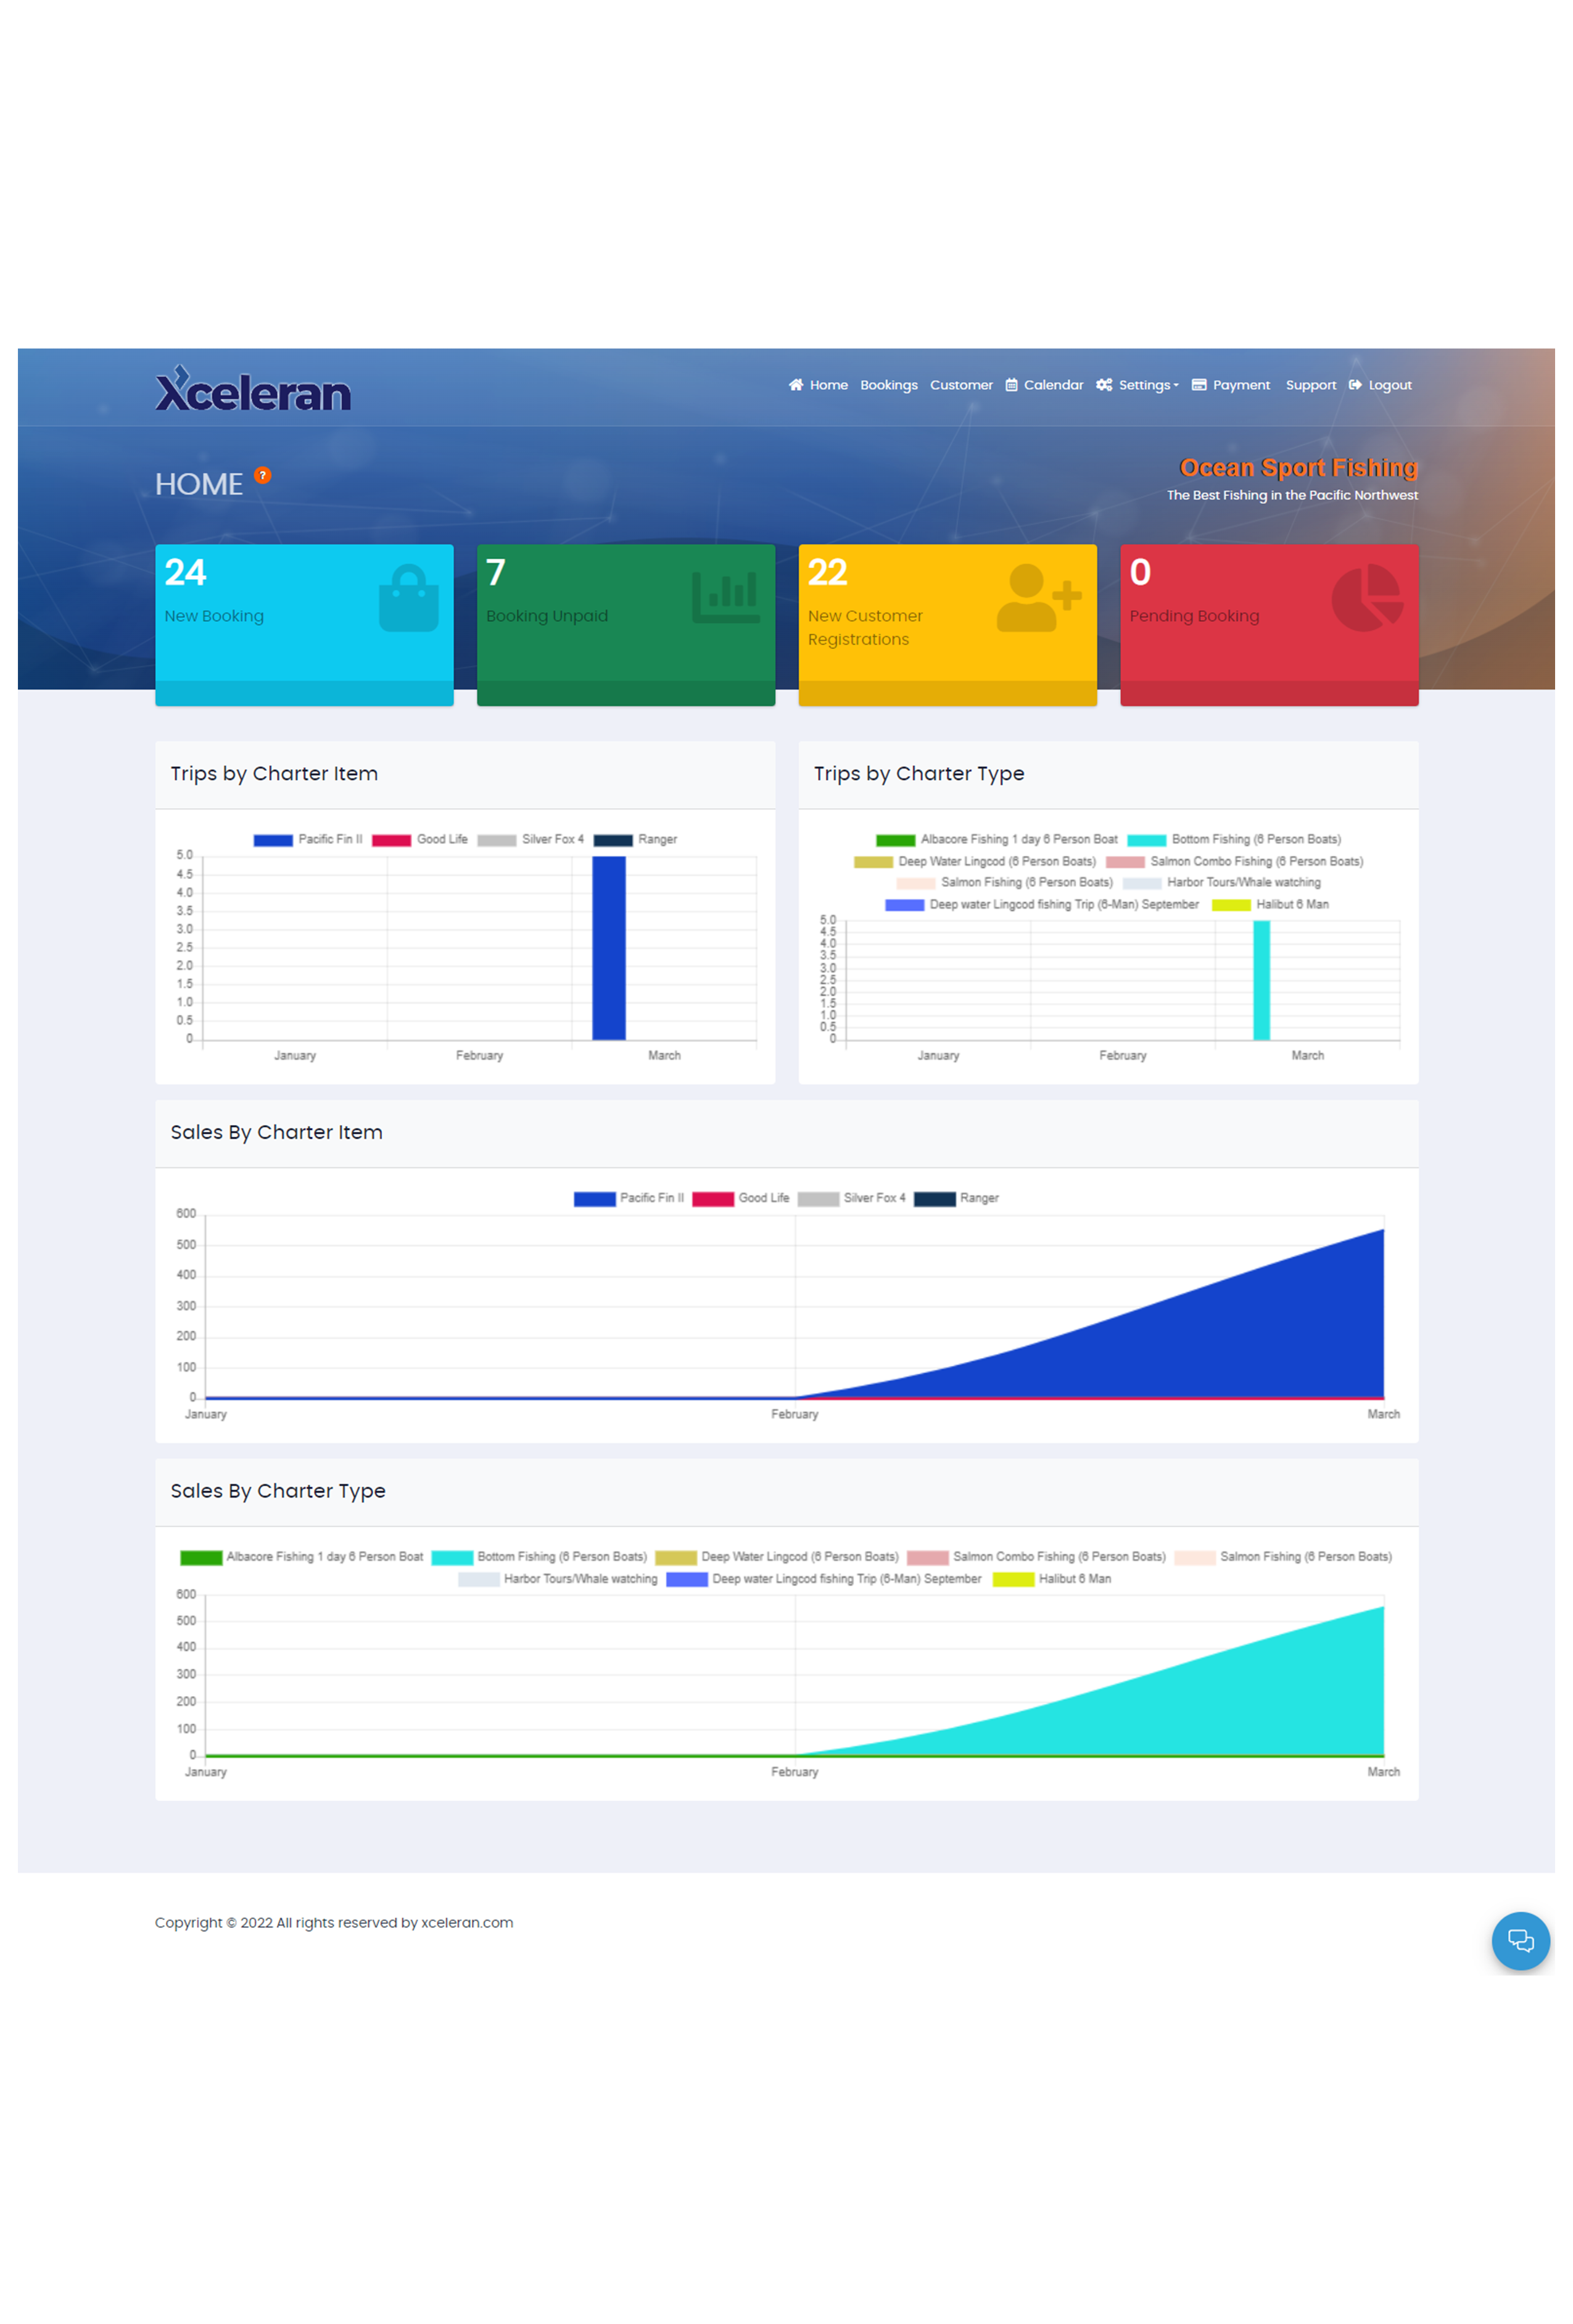 Xceleran
Home Bookings Customer Calendar Settings Payment Support Logout
HOME ?
Ocean Sport Fishing
The Best Fishing in the Pacific Northwest
24
New Booking
7
Booking Unpaid
22
New Customer
Registrations
0
Pending Booking
Trips by Charter Item
Pacific Fin II Good Life Silver Fox 4 Ranger
5.0
4.5
4.0
3.5
3.0
2.5
2.0
1.5
1.0
0.5
0
January February March
Trips by Charter Type
Albacore Fishing 1 day 6 Person Boat Bottom Fishing (6 Person Boats)
Deep Water Lingcod (6 Person Boats) Salmon Combo Fishing (6 Person Boats)
Salmon Fishing (6 Person Boats) Harbor Tours/Whale watching
Deep water Lingcod fishing Trip (6-Man) September Halibut 6 Man
5.0
4.5
4.0
3.5
3.0
2.5
2.0
1.5
1.0
0.5
0
January February March
Sales By Charter Item
Pacific Fin II Good Life Silver Fox 4 Ranger
600
500
400
300
200
100
0
January February March
Sales By Charter Type
Albacore Fishing 1 day 6 Person Boat Bottom Fishing (6 Person Boats) Deep Water Lingcod (6 Person Boats) Salmon Combo Fishing (6 Person Boats) Salmon Fishing (6 Person Boats)
Harbor Tours/Whale watching Deep water Lingcod fishing Trip (6-Man) September Halibut 6 Man
600
500
400
300
200
100
0
January February March
Copyright © 2022 All rights reserved by xceleran.com